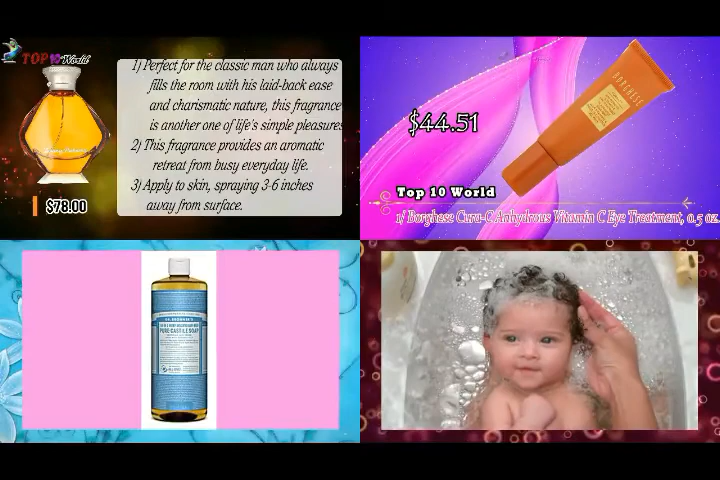 TOP World
1) Perfect for the classic man who always
fills the room with his laid-back ease
and charismatic nature, this fragrance
is another one of life's simple pleasures
2) This fragrance provides an aromatic
retreat from busy everyday life.
3) Apply to skin, spraying 3-6 inches
away from surface.
$78.00
BORGHESE
$44.51
Top 10 World
1/ Borghese Cura-C Anhydrous Vitamin C Eye Treatment, 0.5 oz.
DR. BRONNER'S
PURE-CASTILE SOAP